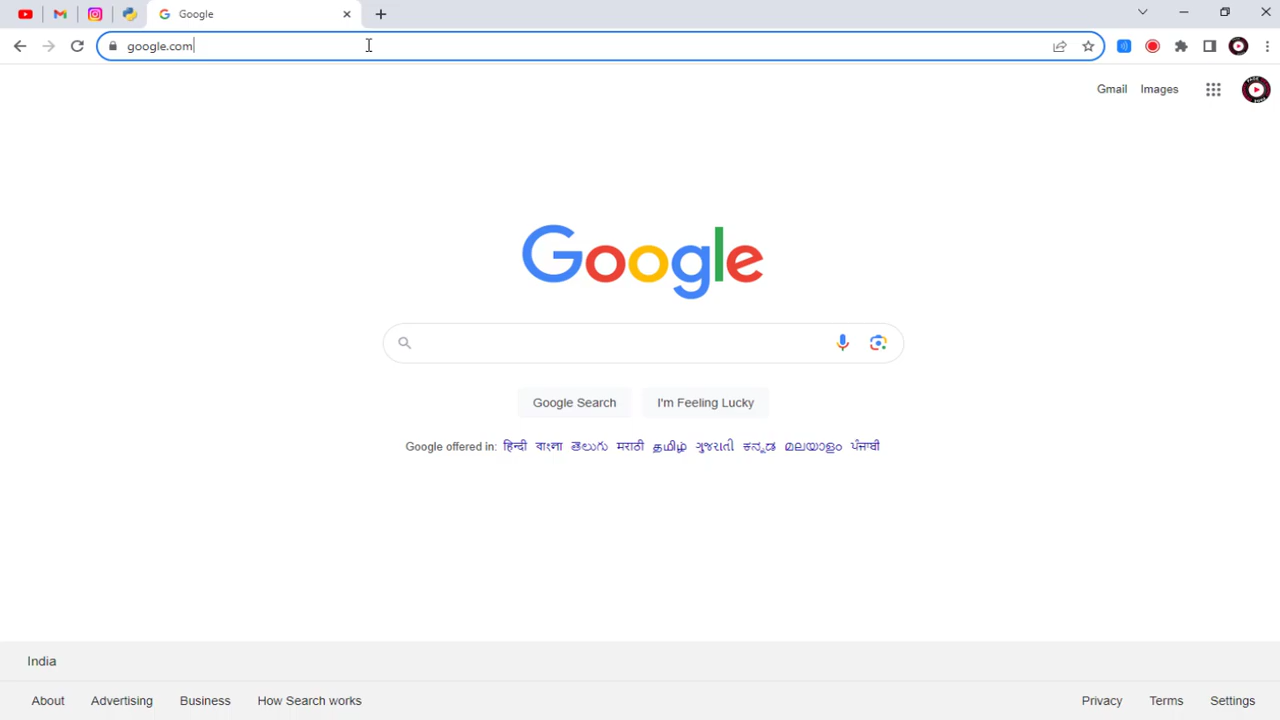 Google
google.com
Gmail Images
Google
Google Search I'm Feeling Lucky
Google offered in: हिन्दी বাংলা తెలుగు मराठी தமிழ் ગુજરાતી ಕನ್ನಡ മലയാളം ਪੰਜਾਬੀ
India
About Advertising Business How Search works Privacy Terms Settings